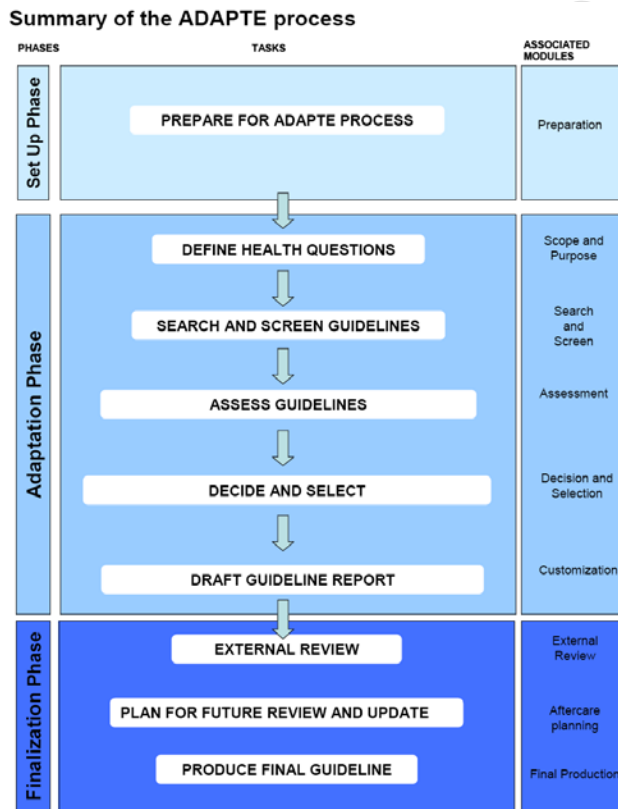 Summary of the ADAPTE process
PHASES
TASKS
ASSOCIATED
MODULES
Set Up Phase
PREPARE FOR ADAPTE PROCESS
Preparation
Adaptation Phase
DEFINE HEALTH QUESTIONS
Scope and
Purpose
SEARCH AND SCREEN GUIDELINES
Search
and
Screen
ASSESS GUIDELINES
Assessment
DECIDE AND SELECT
Decision and
Selection
DRAFT GUIDELINE REPORT
Customization
Finalization Phase
EXTERNAL REVIEW
External
Review
PLAN FOR FUTURE REVIEW AND UPDATE
Aftercare
planning
PRODUCE FINAL GUIDELINE
Final Production